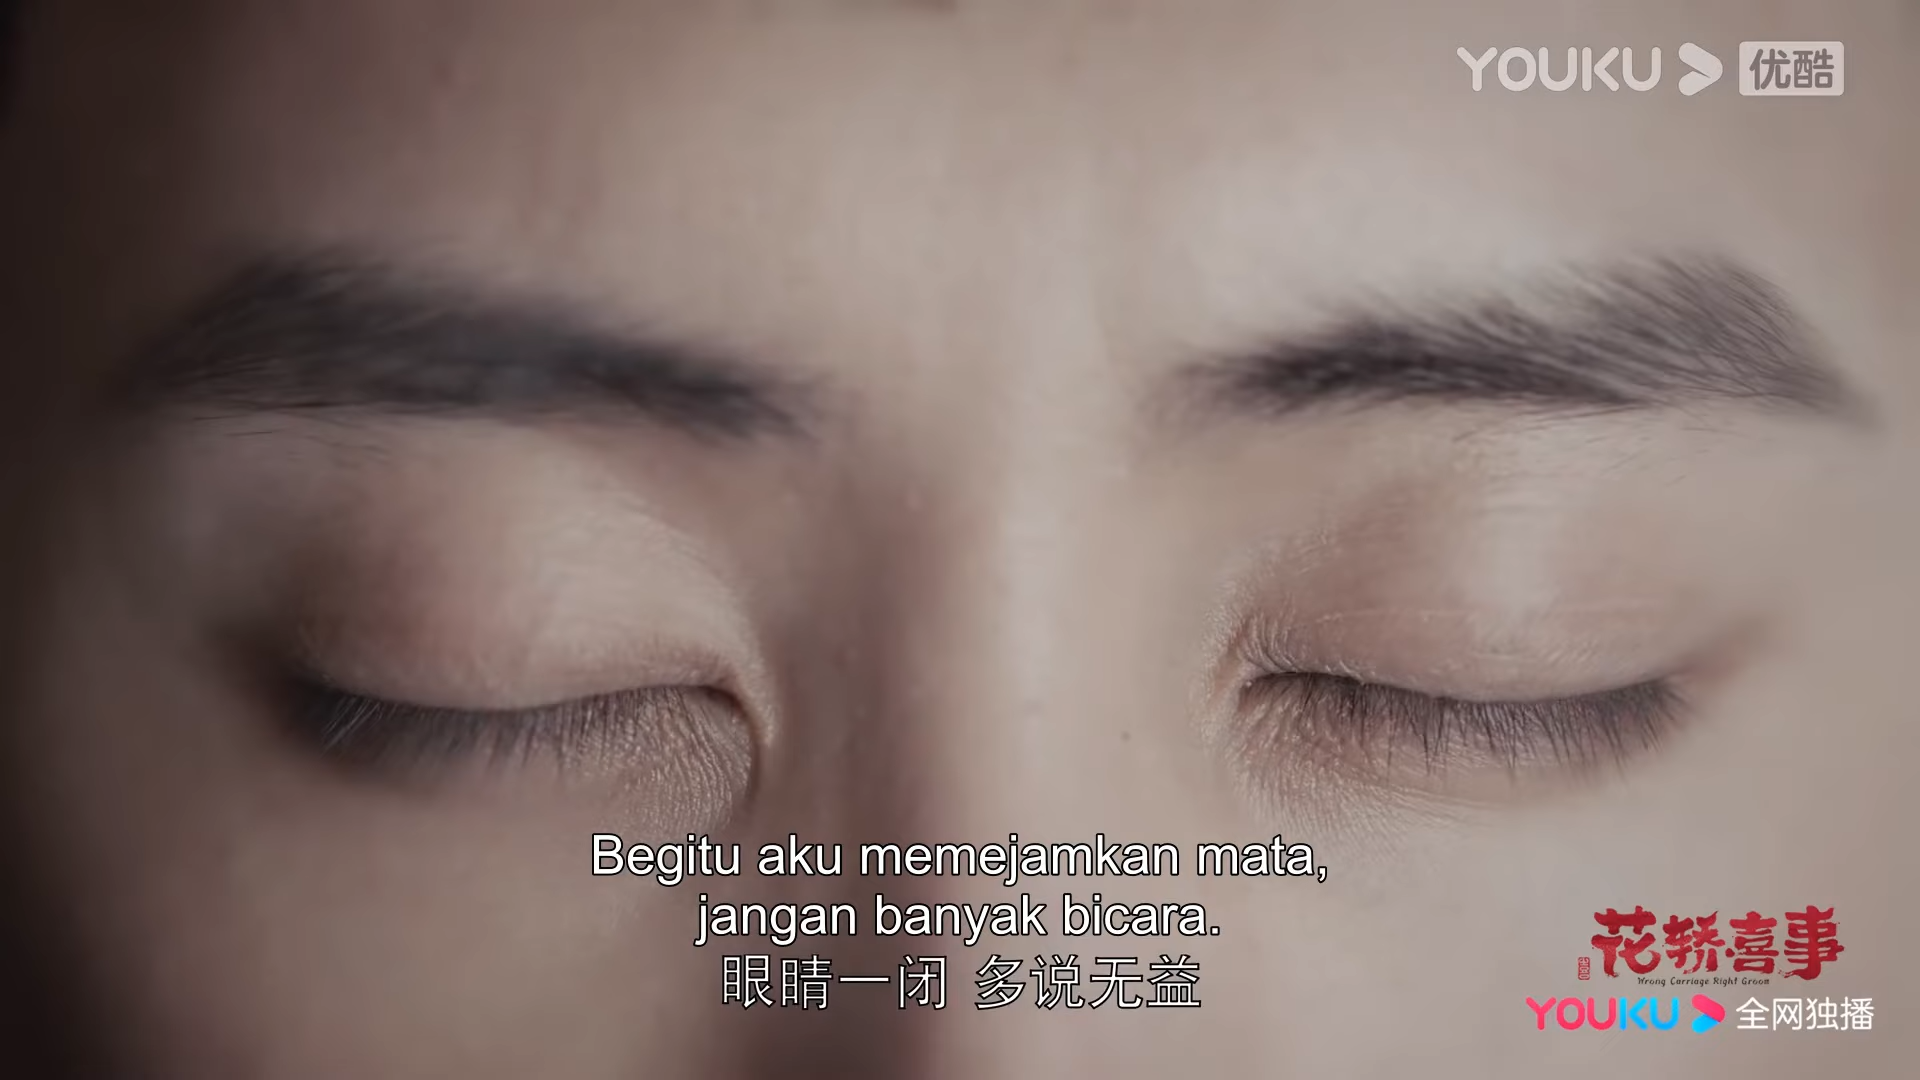 YOUKU 优酷
Begitu aku memejamkan mata,
jangan banyak bicara.
眼睛一闭 多说无益
花轿喜事
Wrong Carriage Right Groom
YOUKU 全网独播